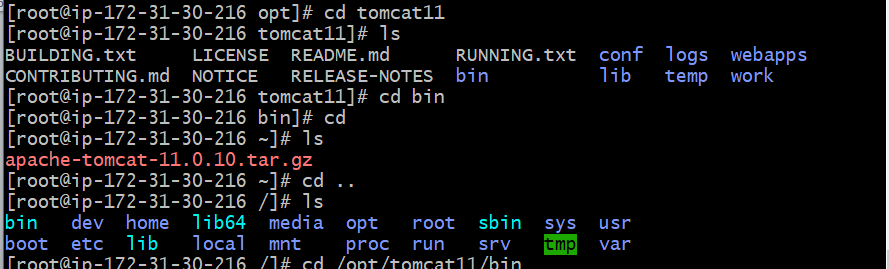 [root@ip-172-31-30-216 opt]# cd tomcat11
[root@ip-172-31-30-216 tomcat11]# ls
BUILDING.txt     LICENSE  README.md      RUNNING.txt  conf  logs  webapps
CONTRIBUTING.md  NOTICE   RELEASE-NOTES  bin          lib   temp  work
[root@ip-172-31-30-216 tomcat11]# cd bin
[root@ip-172-31-30-216 bin]# cd
[root@ip-172-31-30-216 ~]# ls
apache-tomcat-11.0.10.tar.gz
[root@ip-172-31-30-216 ~]# cd ..
[root@ip-172-31-30-216 /]# ls
bin   dev  home  lib64  media  opt   root  sbin  sys  usr
boot  etc  lib   local  mnt    proc  run   srv   tmp  var
[root@ip-172-31-30-216 /]# cd /opt/tomcat11/bin